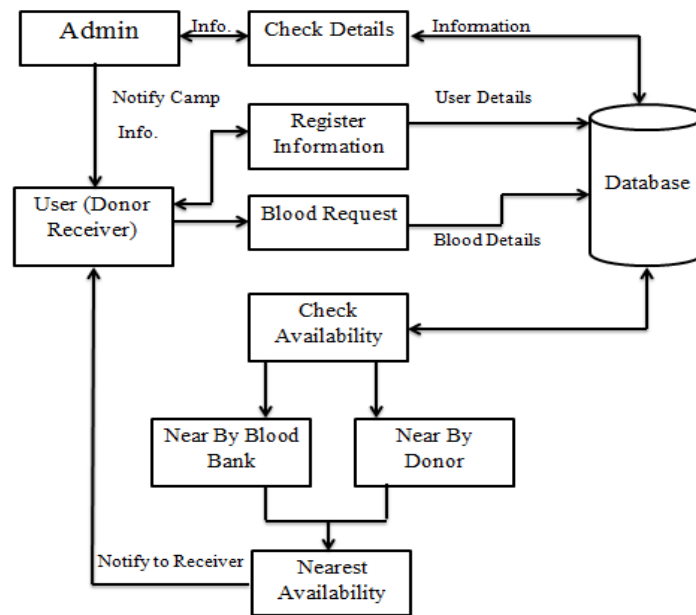 Admin
Info.
Check Details
Information
Notify Camp
Info.
Register
Information
User Details
Database
User (Donor
Receiver)
Blood Request
Blood Details
Check
Availability
Near By Blood
Bank
Near By
Donor
Notify to Receiver
Nearest
Availability